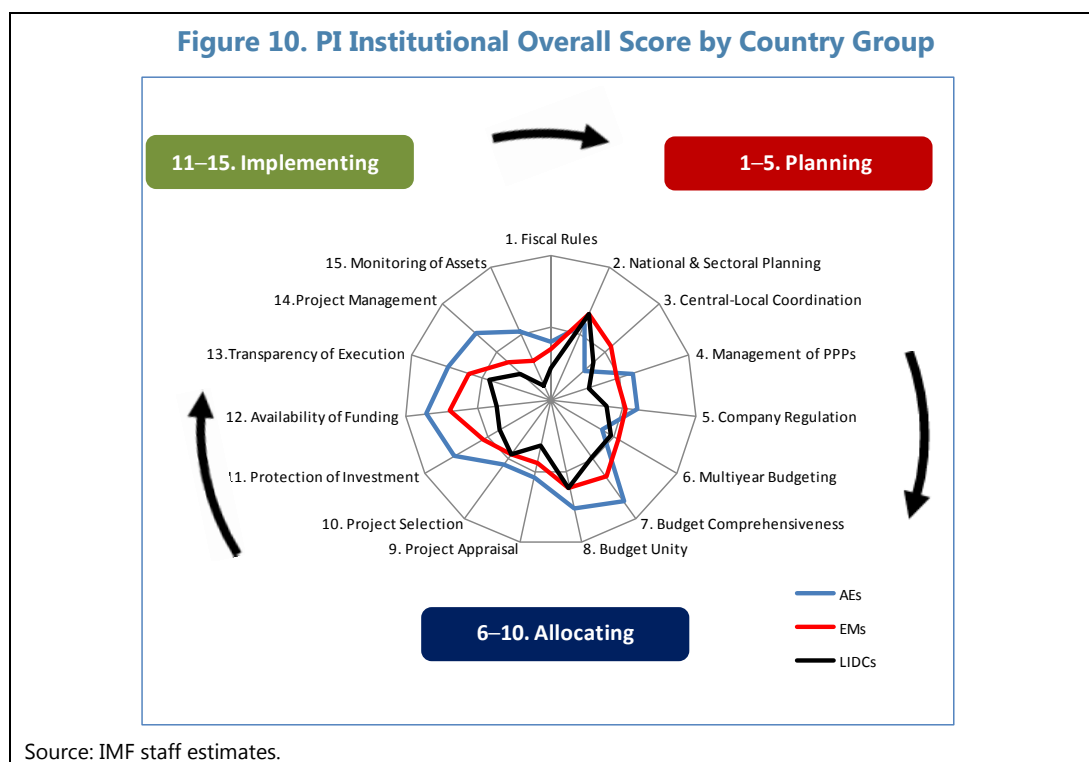 Figure 10. PI Institutional Overall Score by Country Group
11–15. Implementing
1–5. Planning
1. Fiscal Rules
2. National & Sectoral Planning
3. Central-Local Coordination
4. Management of PPPs
5. Company Regulation
6. Multiyear Budgeting
7. Budget Comprehensiveness
8. Budget Unity
9. Project Appraisal
10. Project Selection
11. Protection of Investment
12. Availability of Funding
13.Transparency of Execution
14.Project Management
15. Monitoring of Assets
6–10. Allocating
AEs
EMs
LIDCs
Source: IMF staff estimates.